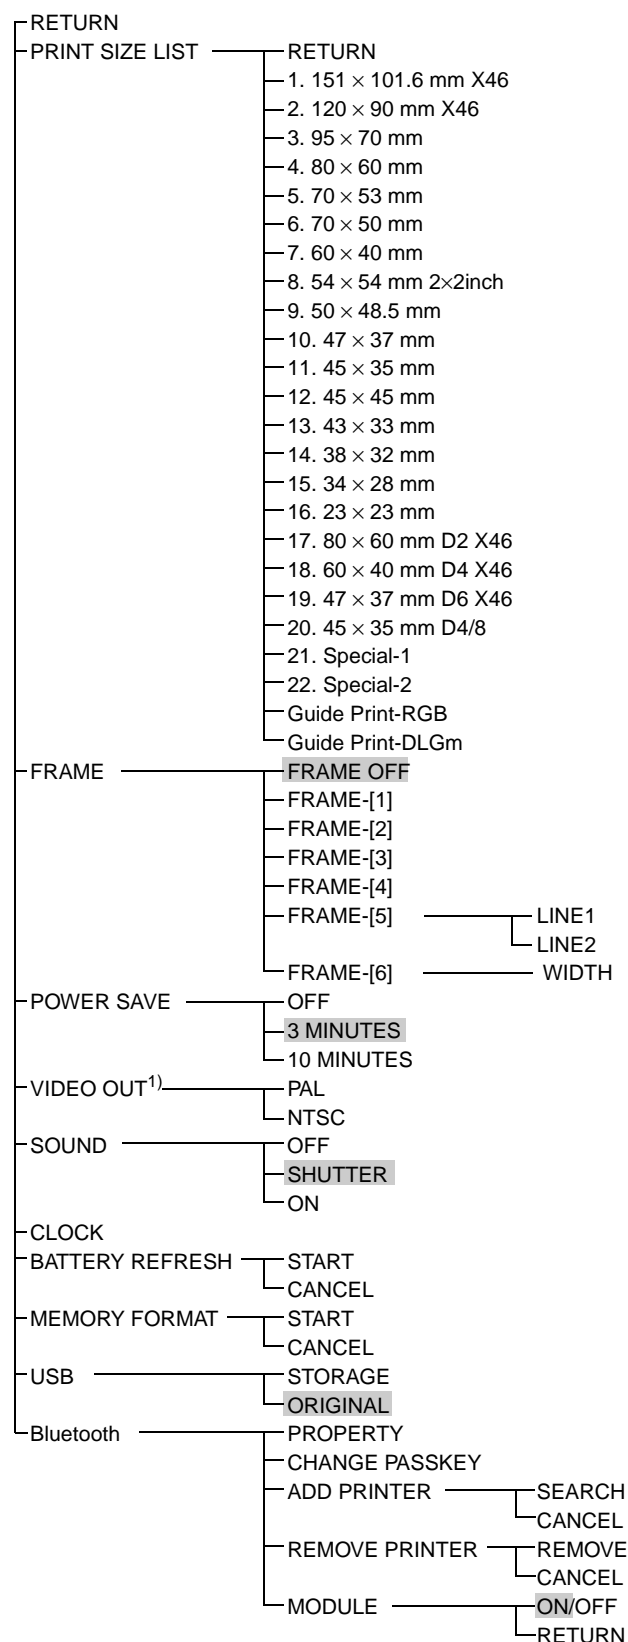 RETURN
PRINT SIZE LIST RETURN
1. 151 × 101.6 mm X46
2. 120 × 90 mm X46
3. 95 × 70 mm
4. 80 × 60 mm
5. 70 × 53 mm
6. 70 × 50 mm
7. 60 × 40 mm
8. 54 × 54 mm 2×2inch
9. 50 × 48.5 mm
10. 47 × 37 mm
11. 45 × 35 mm
12. 45 × 45 mm
13. 43 × 33 mm
14. 38 × 32 mm
15. 34 × 28 mm
16. 23 × 23 mm
17. 80 × 60 mm D2 X46
18. 60 × 40 mm D4 X46
19. 47 × 37 mm D6 X46
20. 45 × 35 mm D4/8
21. Special-1
22. Special-2
Guide Print-RGB
Guide Print-DLGm
FRAME FRAME OFF
FRAME-[1]
FRAME-[2]
FRAME-[3]
FRAME-[4]
FRAME-[5] LINE1
LINE2
FRAME-[6] WIDTH
POWER SAVE OFF
3 MINUTES
10 MINUTES
VIDEO OUT1) PAL
NTSC
SOUND OFF
SHUTTER
ON
CLOCK
BATTERY REFRESH START
CANCEL
MEMORY FORMAT START
CANCEL
USB STORAGE
ORIGINAL
Bluetooth PROPERTY
CHANGE PASSKEY
ADD PRINTER SEARCH
CANCEL
REMOVE PRINTER REMOVE
CANCEL
MODULE ON/OFF
RETURN